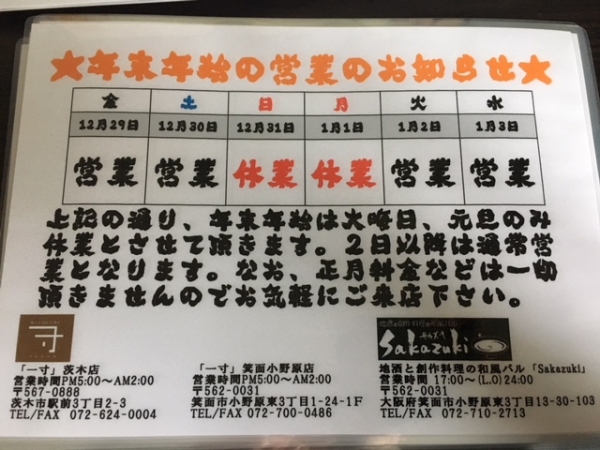 ★年末年始の営業のお知らせ★
金 土 日 月 火 水
12月29日 12月30日 12月31日 1月1日 1月2日 1月3日
営業 営業 休業 休業 営業 営業
上記の通り、年末年始は大晦日、元旦のみ
休業とさせて頂きます。2日以降は通常営
業となります。なお、正月料金などは一切
頂きませんのでお気軽にご来店下さい。
一寸
「一寸」茨木店
営業時間PM5:00~AM2:00
〒567-0888
茨木市駅前3丁目2-3
TEL/FAX 072-624-0004
「一寸」箕面小野原店
営業時間PM5:00~AM2:00
〒562-0031
箕面市小野原東3丁目1-24-1F
TEL/FAX 072-700-0486
Sakazuki
地酒と創作料理の和風バル「Sakazuki」
営業時間 17:00~(L.O)24:00
〒562-0031
大阪府箕面市小野原東3丁目13-30-103
TEL/FAX 072-710-2713